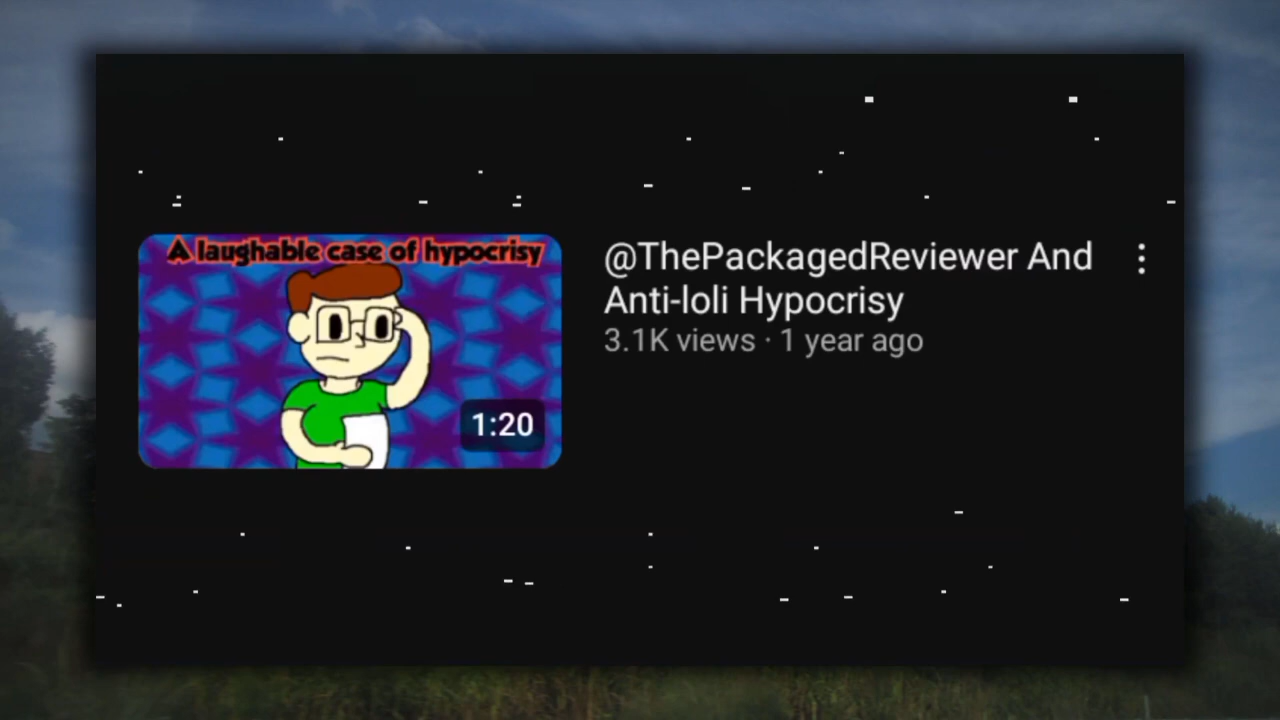 A laughable case of hypocrisy
1:20
@ThePackagedReviewer And
Anti-loli Hypocrisy
3.1K views · 1 year ago